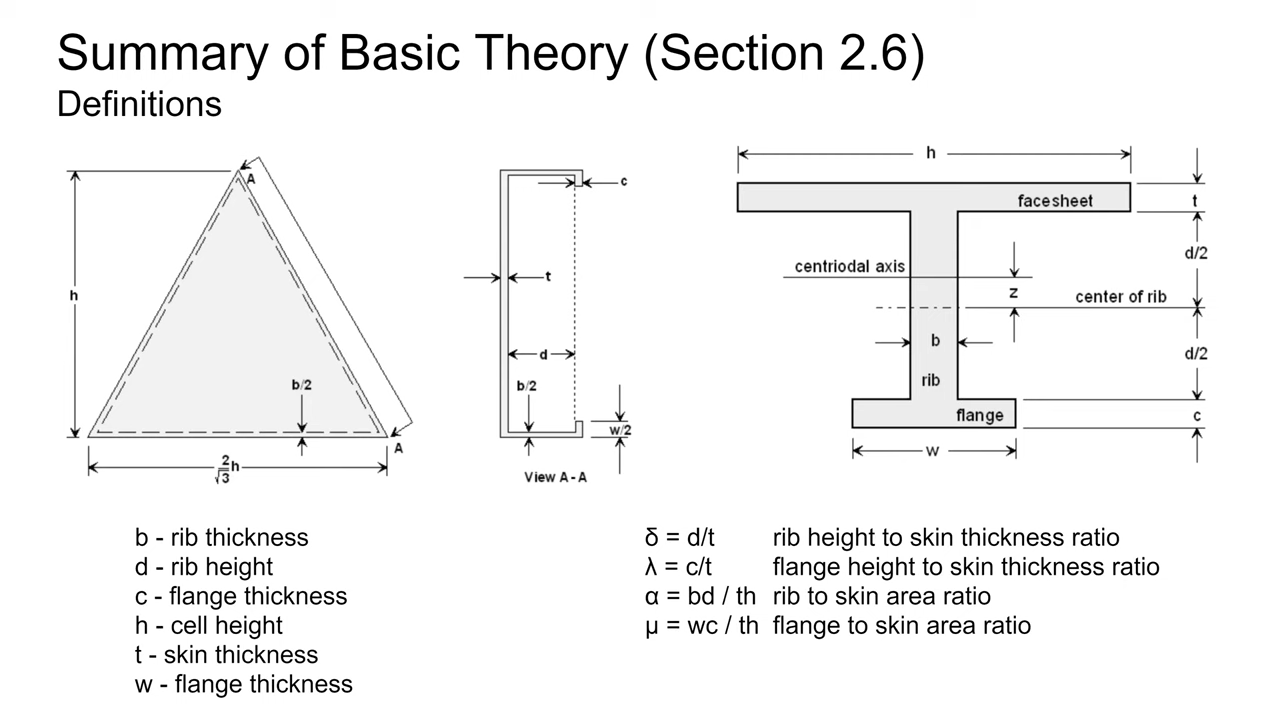 Summary of Basic Theory (Section 2.6)
Definitions
A
h
b/2
A
2
√3
h
c
t
d
b/2
w/2
View A - A
h
facesheet
t
d/2
centriodal axis
z
center of rib
b
d/2
rib
flange
c
w
b - rib thickness
d - rib height
c - flange thickness
h - cell height
t - skin thickness
w - flange thickness
δ = d/t rib height to skin thickness ratio
λ = c/t flange height to skin thickness ratio
α = bd / th rib to skin area ratio
μ = wc / th flange to skin area ratio